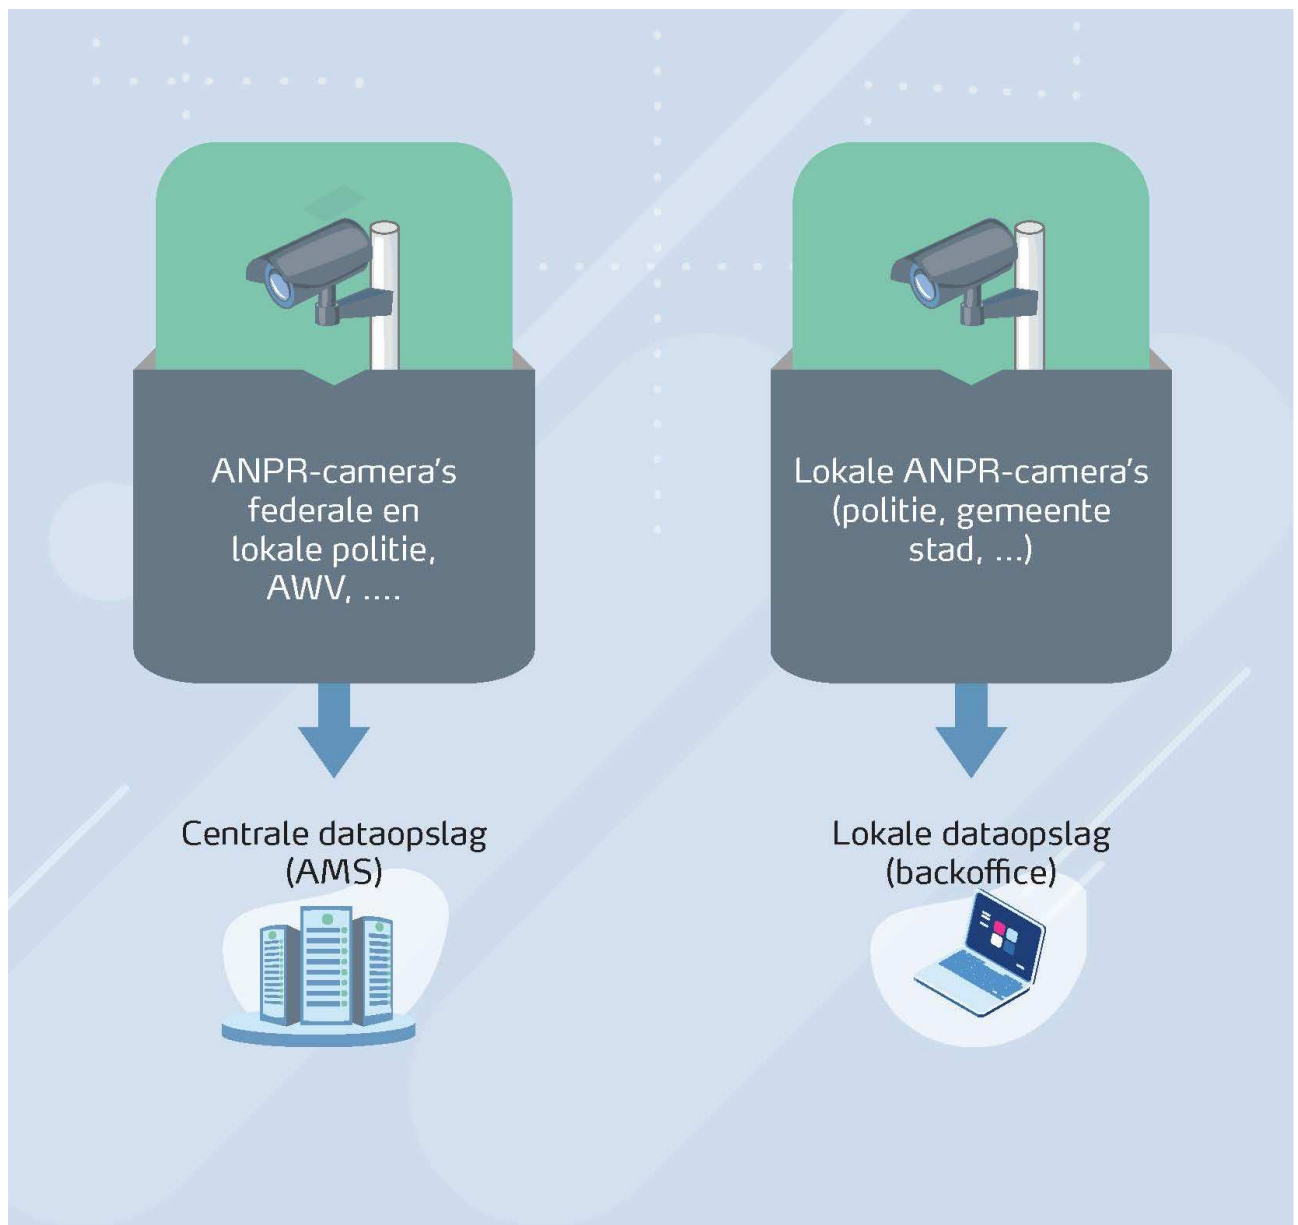 ANPR-camera's
federale en
lokale politie,
AWV, ....
Centrale dataopslag
(AMS)
Lokale ANPR-camera's
(politie, gemeente
stad, ...)
Lokale dataopslag
(backoffice)